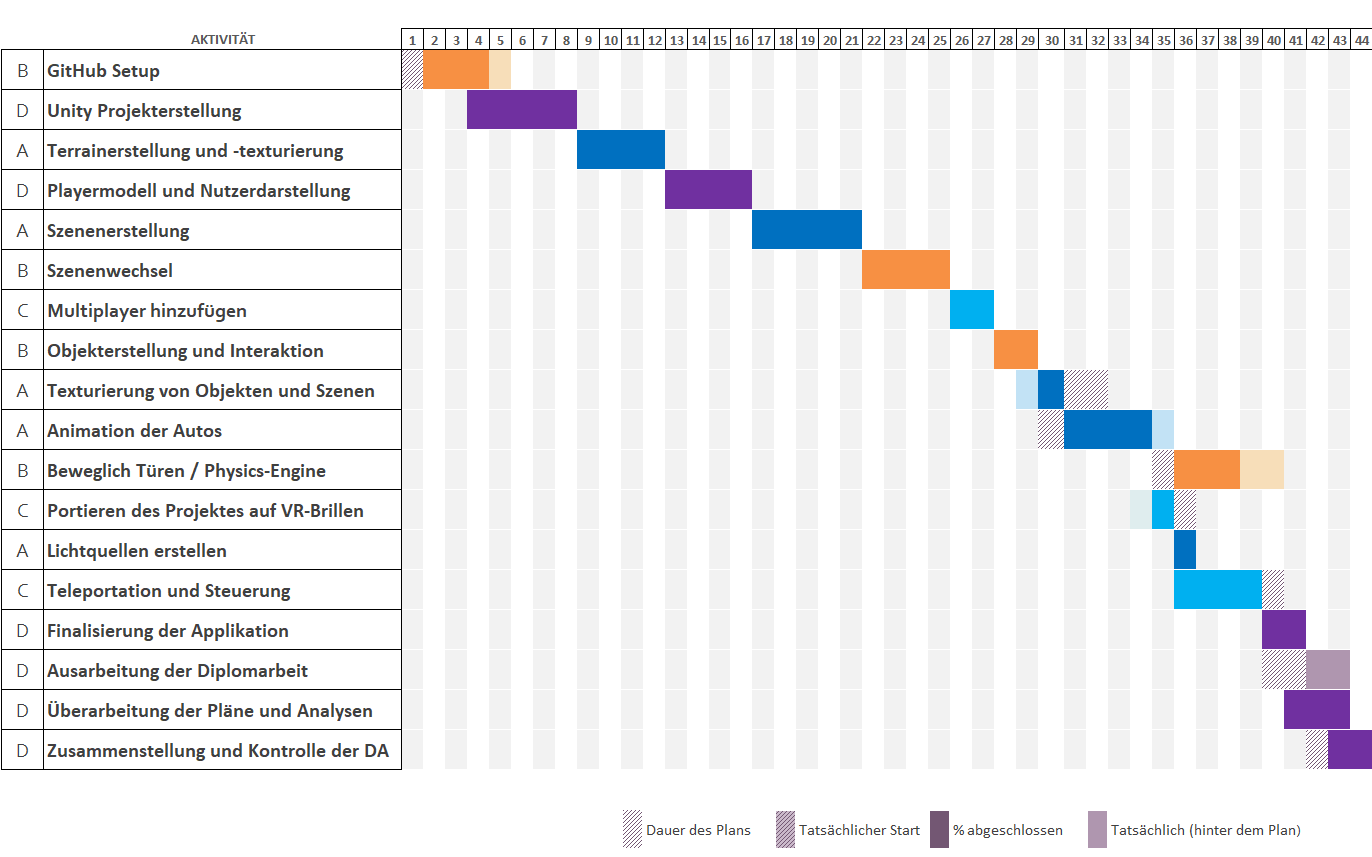 AKTIVITÄT 1 2 3 4 5 6 7 8 9 10 11 12 13 14 15 16 17 18 19 20 21 22 23 24 25 26 27 28 29 30 31 32 33 34 35 36 37 38 39 40 41 42 43 44
B GitHub Setup
D Unity Projekterstellung
A Terrainerstellung und -texturierung
D Playermodell und Nutzerdarstellung
A Szenenerstellung
B Szenenwechsel
C Multiplayer hinzufügen
B Objekterstellung und Interaktion
A Texturierung von Objekten und Szenen
A Animation der Autos
B Beweglich Türen / Physics-Engine
C Portieren des Projektes auf VR-Brillen
A Lichtquellen erstellen
C Teleportation und Steuerung
D Finalisierung der Applikation
D Ausarbeitung der Diplomarbeit
D Überarbeitung der Pläne und Analysen
D Zusammenstellung und Kontrolle der DA
Dauer des Plans Tatsächlicher Start % abgeschlossen Tatsächlich (hinter dem Plan)